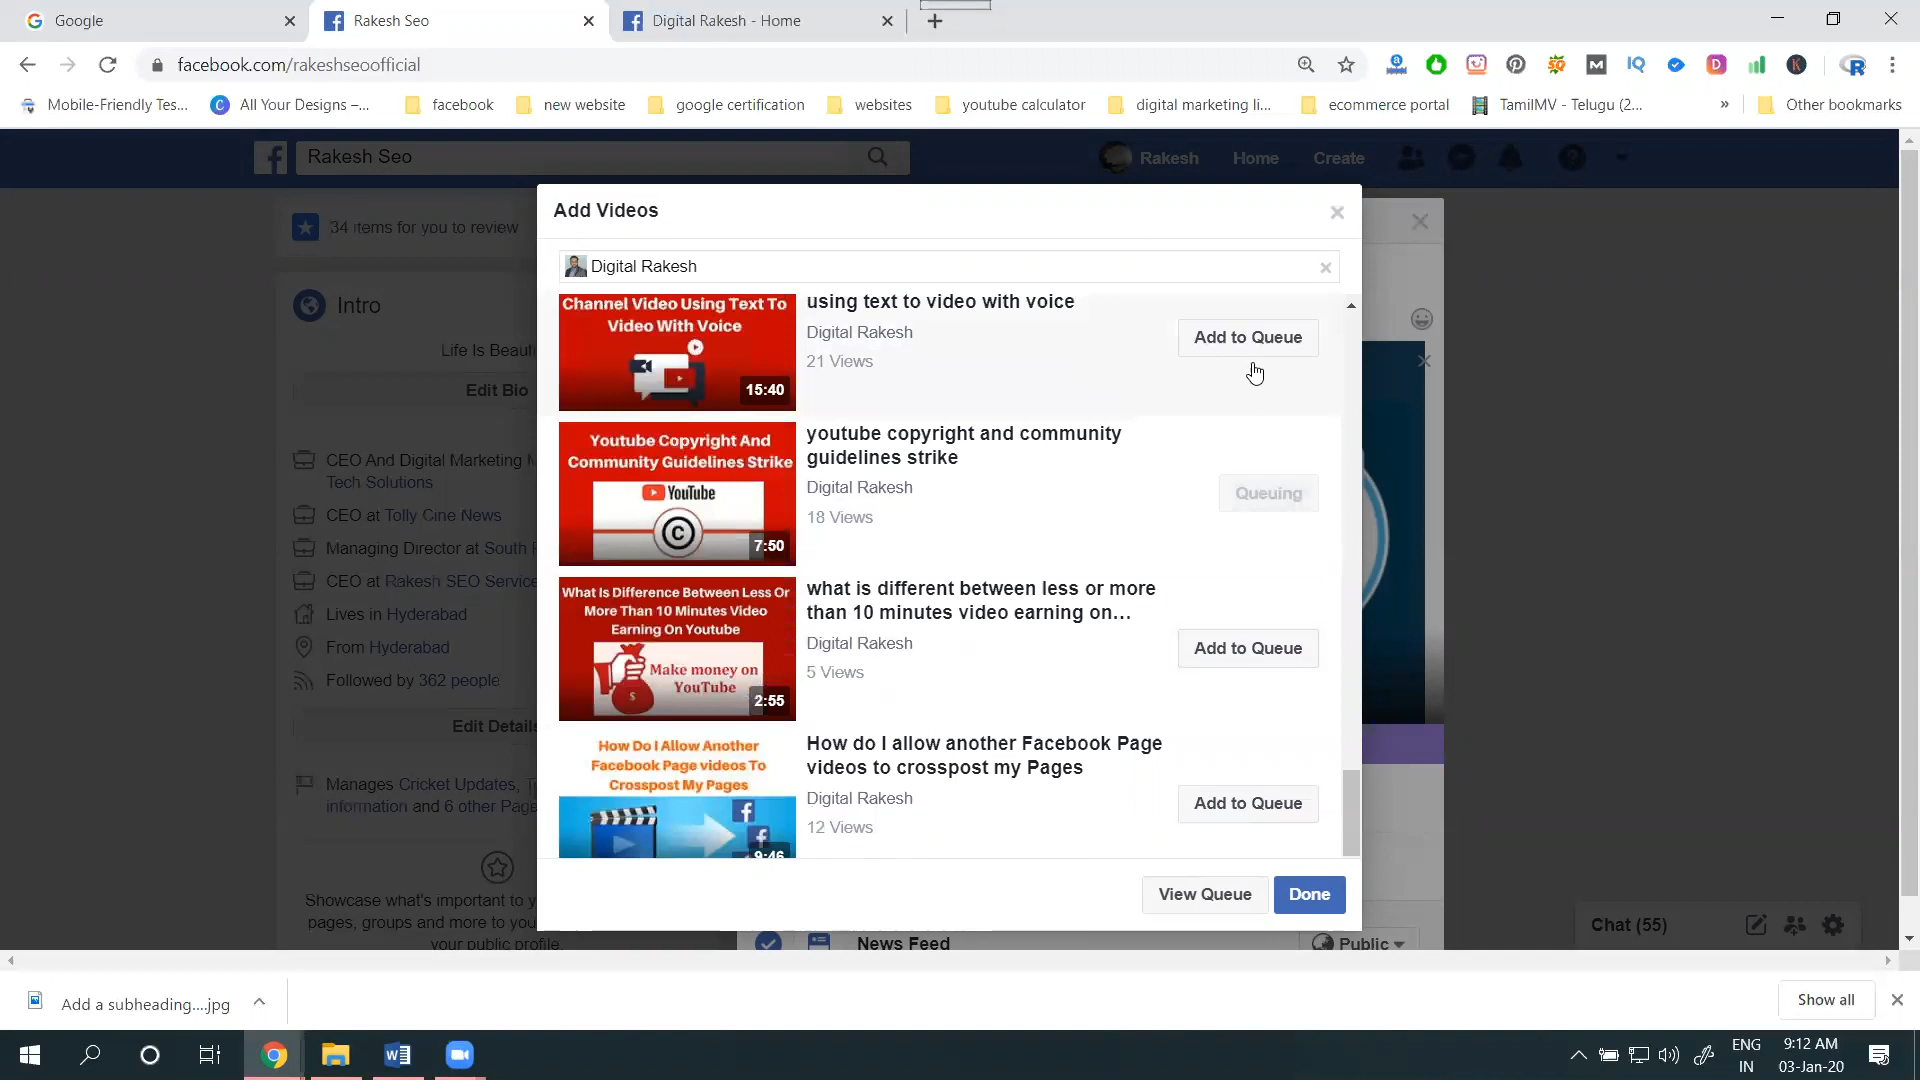 Google
Rakesh Seo
Digital Rakesh - Home
facebook.com/rakeshseoofficial
Mobile-Friendly Tes...
All Your Designs –...
facebook
new website
google certification
websites
youtube calculator
digital marketing li...
ecommerce portal
TamilMV - Telugu (2...
Other bookmarks
Rakesh Seo
Rakesh
Home
Create
34 items for you to review
Intro
Edit Bio
CEO And Digital Marketing
Tech Solutions
CEO at Tolly Cine News
Managing Director at South
CEO at Rakesh SEO Service
Lives in Hyderabad
From Hyderabad
Followed by 362 people
Edit Details
Manages Cricket Updates,
information and 6 other Page
Showcase what's important to
pages, groups and more to you
your public profile.
Add Videos
Digital Rakesh
Channel Video Using Text To
Video With Voice
15:40
using text to video with voice
Digital Rakesh
21 Views
Add to Queue
Youtube Copyright And
Community Guidelines Strike
YouTube
C
7:50
youtube copyright and community
guidelines strike
Digital Rakesh
18 Views
Queuing
What Is Difference Between Less Or
More Than 10 Minutes Video
Earning On Youtube
Make money on
YouTube
$
2:55
what is different between less or more
than 10 minutes video earning on...
Digital Rakesh
5 Views
Add to Queue
How Do I Allow Another
Facebook Page videos To
Crosspost My Pages
9:46
How do I allow another Facebook Page
videos to crosspost my Pages
Digital Rakesh
12 Views
Add to Queue
View Queue
Done
News Feed
Public
Chat (55)
Add a subheading....jpg
Show all
ENG
IN
9:12 AM
03-Jan-20